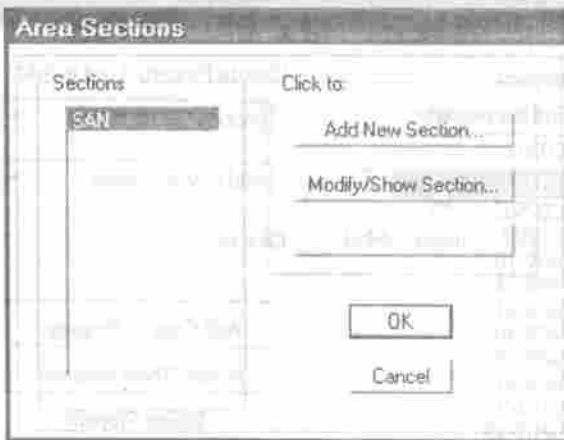 Area Sections
Sections
SAN
Click to:
Add New Section...
Modify/Show Section...
OK
Cancel